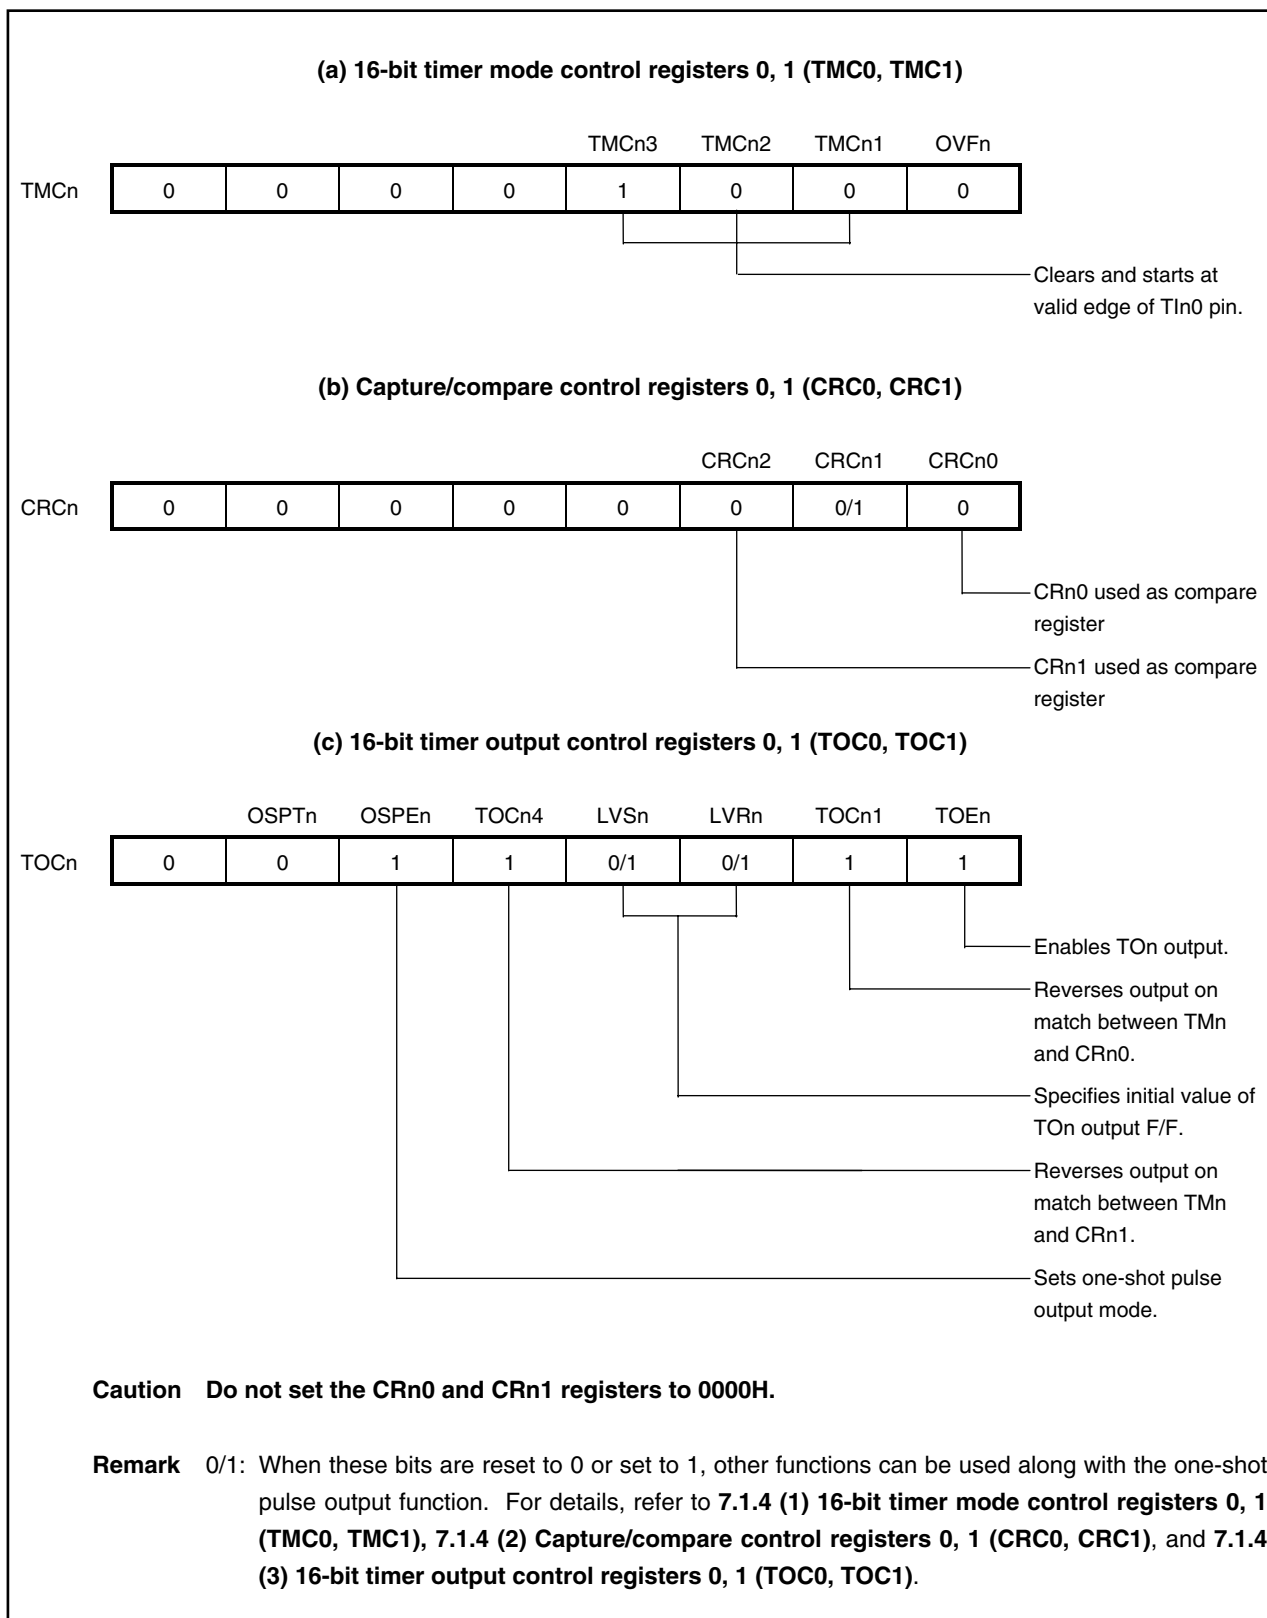 (a) 16-bit timer mode control registers 0, 1 (TMC0, TMC1)
TMCn3 TMCn2 TMCn1 OVFn
TMCn 0 0 0 0 1 0 0 0
Clears and starts at
valid edge of TIn0 pin.
(b) Capture/compare control registers 0, 1 (CRC0, CRC1)
CRCn2 CRCn1 CRCn0
CRCn 0 0 0 0 0 0 0/1 0
CRn0 used as compare
register
CRn1 used as compare
register
(c) 16-bit timer output control registers 0, 1 (TOC0, TOC1)
OSPTn OSPEn TOCn4 LVSn LVRn TOCn1 TOEn
TOCn 0 0 1 1 0/1 0/1 1 1
Enables TOn output.
Reverses output on
match between TMn
and CRn0.
Specifies initial value of
TOn output F/F.
Reverses output on
match between TMn
and CRn1.
Sets one-shot pulse
output mode.
Caution Do not set the CRn0 and CRn1 registers to 0000H.
Remark 0/1: When these bits are reset to 0 or set to 1, other functions can be used along with the one-shot
pulse output function. For details, refer to 7.1.4 (1) 16-bit timer mode control registers 0, 1
(TMC0, TMC1), 7.1.4 (2) Capture/compare control registers 0, 1 (CRC0, CRC1), and 7.1.4
(3) 16-bit timer output control registers 0, 1 (TOC0, TOC1).